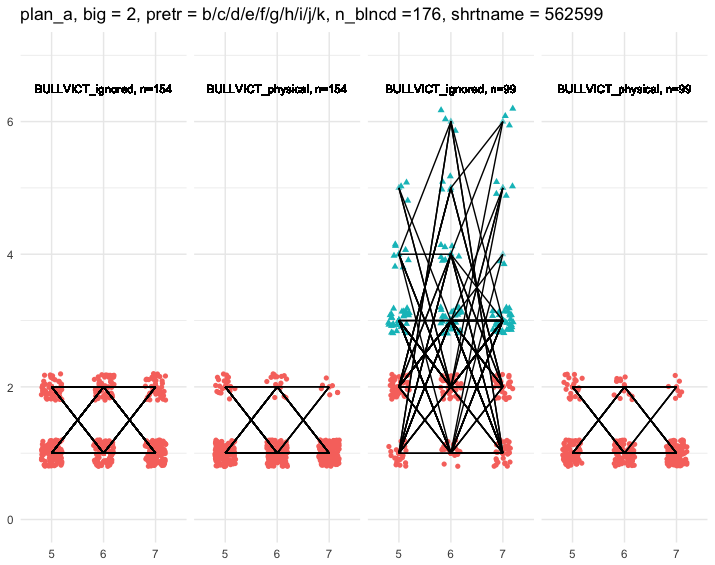 plan_a, big = 2, pretr = b/c/d/e/f/g/h/i/j/k, n_blncd =176, shrtname = 562599
BULLVICT_ignored, n=154 BULLVICT_physical, n=154 BULLVICT_ignored, n=99 BULLVICT_physical, n=99
6
4
2
0
5 6 7 5 6 7 5 6 7 5 6 7